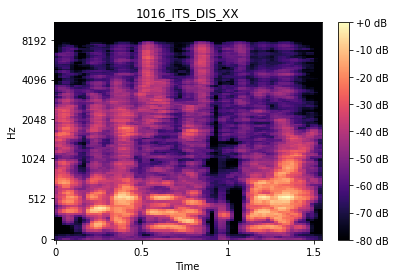 1016_ITS_DIS_XX
+0 dB
8192
-10 dB
4096
-20 dB
-30 dB
2048
Hz
-40 dB
1024
-50 dB
512
-60 dB
-70 dB
0
-80 dB
0
0.5
1
1.5
Time